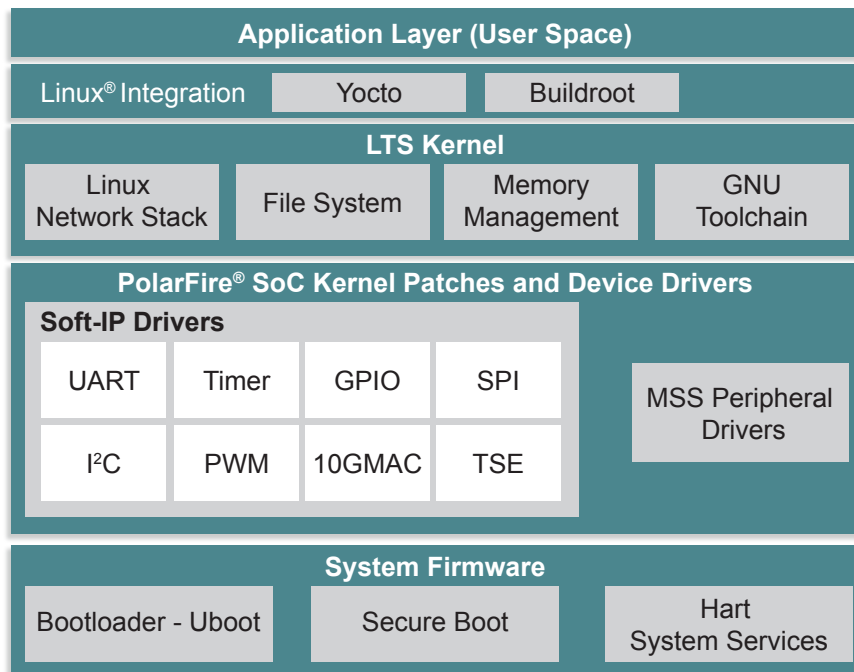 Application Layer (User Space)
Linux® Integration Yocto Buildroot
LTS Kernel
Linux
Network Stack
File System
Memory
Management
GNU
Toolchain
PolarFire® SoC Kernel Patches and Device Drivers
Soft-IP Drivers
UART Timer GPIO SPI
I²C PWM 10GMAC TSE
MSS Peripheral
Drivers
System Firmware
Bootloader - Uboot
Secure Boot
Hart
System Services